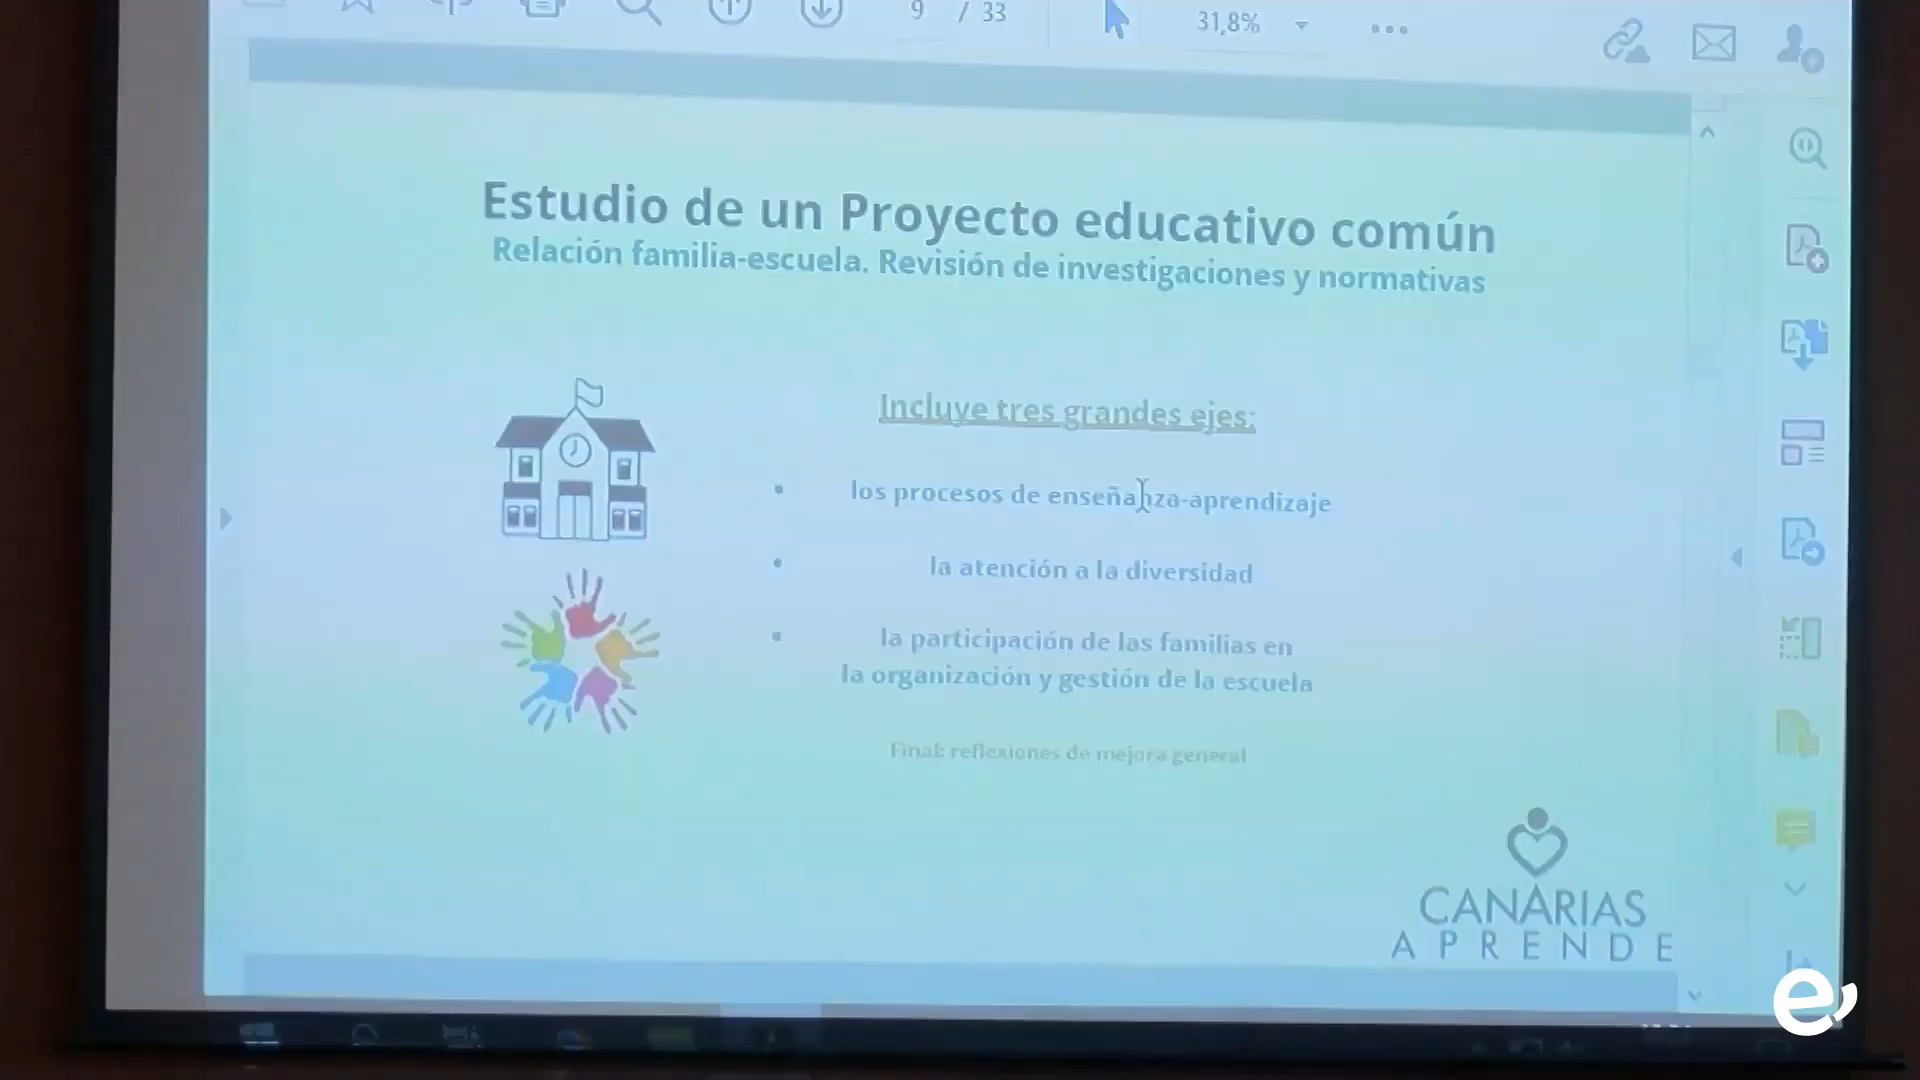 9 / 33
31,8%
Estudio de un Proyecto educativo común
Relación familia-escuela. Revisión de investigaciones y normativas
Incluye tres grandes ejes:
• los procesos de enseñanza-aprendizaje
• la atención a la diversidad
• la participación de las familias en
la organización y gestión de la escuela
Final: reflexiones de mejora general
CANARIAS
APRENDE
e